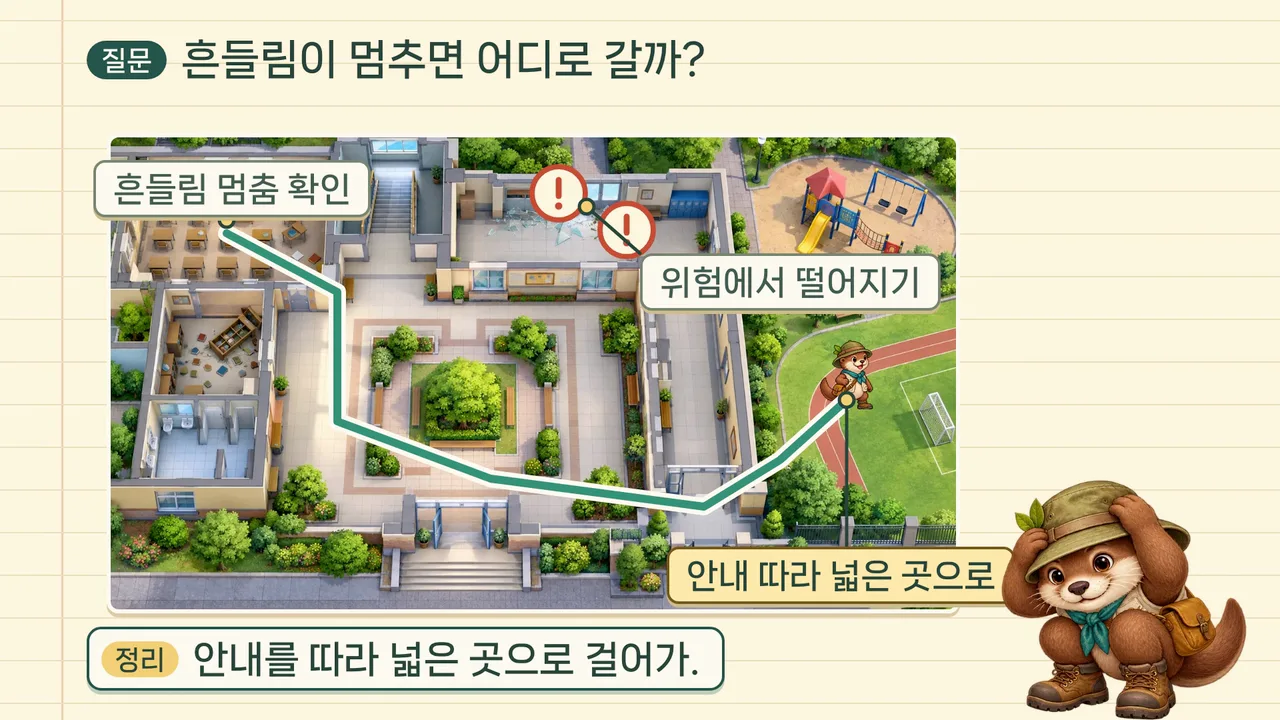 질문 흔들림이 멈추면 어디로 갈까?
흔들림 멈춤 확인
위험에서 떨어지기
안내 따라 넓은 곳으로
정리 안내를 따라 넓은 곳으로 걸어가.